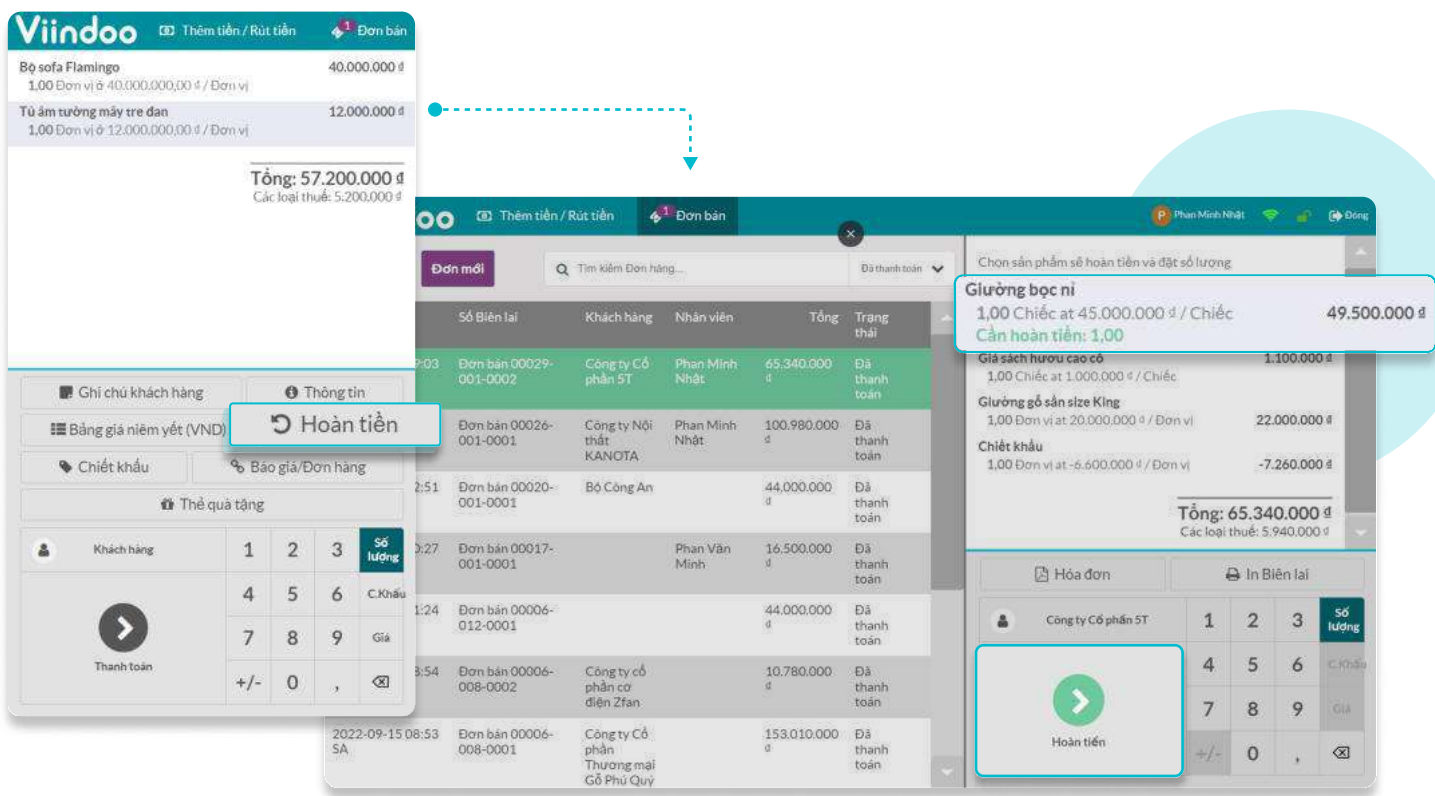 Viindoo Thêm tiền / Rút tiền 1 Đơn bán
Bộ sofa Flamingo 40.000.000 đ
1,00 Đơn vị ở 40.000.000,00 đ / Đơn vị
Tủ âm tường mây tre đan 12.000.000 đ
1,00 Đơn vị ở 12.000.000,00 đ / Đơn vị
Tổng: 57.200.000 đ
Các loại thuế: 5.200.000 đ
Ghi chú khách hàng Thông tin
Bảng giá niêm yết (VND) Hoàn tiền
Chiết khấu Báo giá/Đơn hàng
Thẻ quà tặng
Khách hàng 1 2 3 Số lượng
4 5 6 C.Khấu
7 8 9 Giá
Thanh toán
+/- 0 , 
oo Thêm tiền / Rút tiền 1 Đơn bán P Phan Minh Nhật Đóng
Đơn mới Tìm kiếm Đơn hàng... Đã thanh toán
Số Biên lai Khách hàng Nhân viên Tổng Trạng
thái
9:03 Đơn bán 00029- Công ty Cổ Phan Minh 65.340.000 Đã
001-0002 phần 5T Nhật đ thanh
toán
Đơn bán 00026- Công ty Nội Phan Minh 100.980.000 Đã
001-0001 thất Nhật đ thanh
KANOTA toán
2:51 Đơn bán 00020- Bộ Công An 44.000.000 Đã
001-0001 đ thanh
toán
0:27 Đơn bán 00017- Phan Văn 16.500.000 Đã
001-0001 Minh đ thanh
toán
1:24 Đơn bán 00006- 44.000.000 Đã
012-0001 đ thanh
toán
8:54 Đơn bán 00006- Công ty cổ 10.780.000 Đã
008-0002 phần cơ đ thanh
điện Zfan toán
2022-09-15 08:53 Đơn bán 00006- Công ty Cổ 153.010.000 Đã
SA 008-0001 phần đ thanh
Thương mại toán
Gỗ Phú Quý
Chọn sản phẩm sẽ hoàn tiền và đặt số lượng
Giường bọc nỉ
1,00 Chiếc at 45.000.000 đ / Chiếc 49.500.000 đ
Cần hoàn tiền: 1,00
Giá sách hươu cao cổ 1.100.000 đ
1,00 Chiếc at 1.000.000 đ / Chiếc
Giường gỗ sẵn size King
1,00 Đơn vị at 20.000.000 đ / Đơn vị 22.000.000 đ
Chiết khấu
1,00 Đơn vị at -6.600.000 đ / Đơn vị -7.260.000 đ
Tổng: 65.340.000 đ
Các loại thuế: 5.940.000 đ
Hóa đơn In Biên lai
Công ty Cổ phần 5T 1 2 3 Số lượng
4 5 6 C.Khấu
7 8 9 Giá
Hoàn tiền
+/- 0 ,